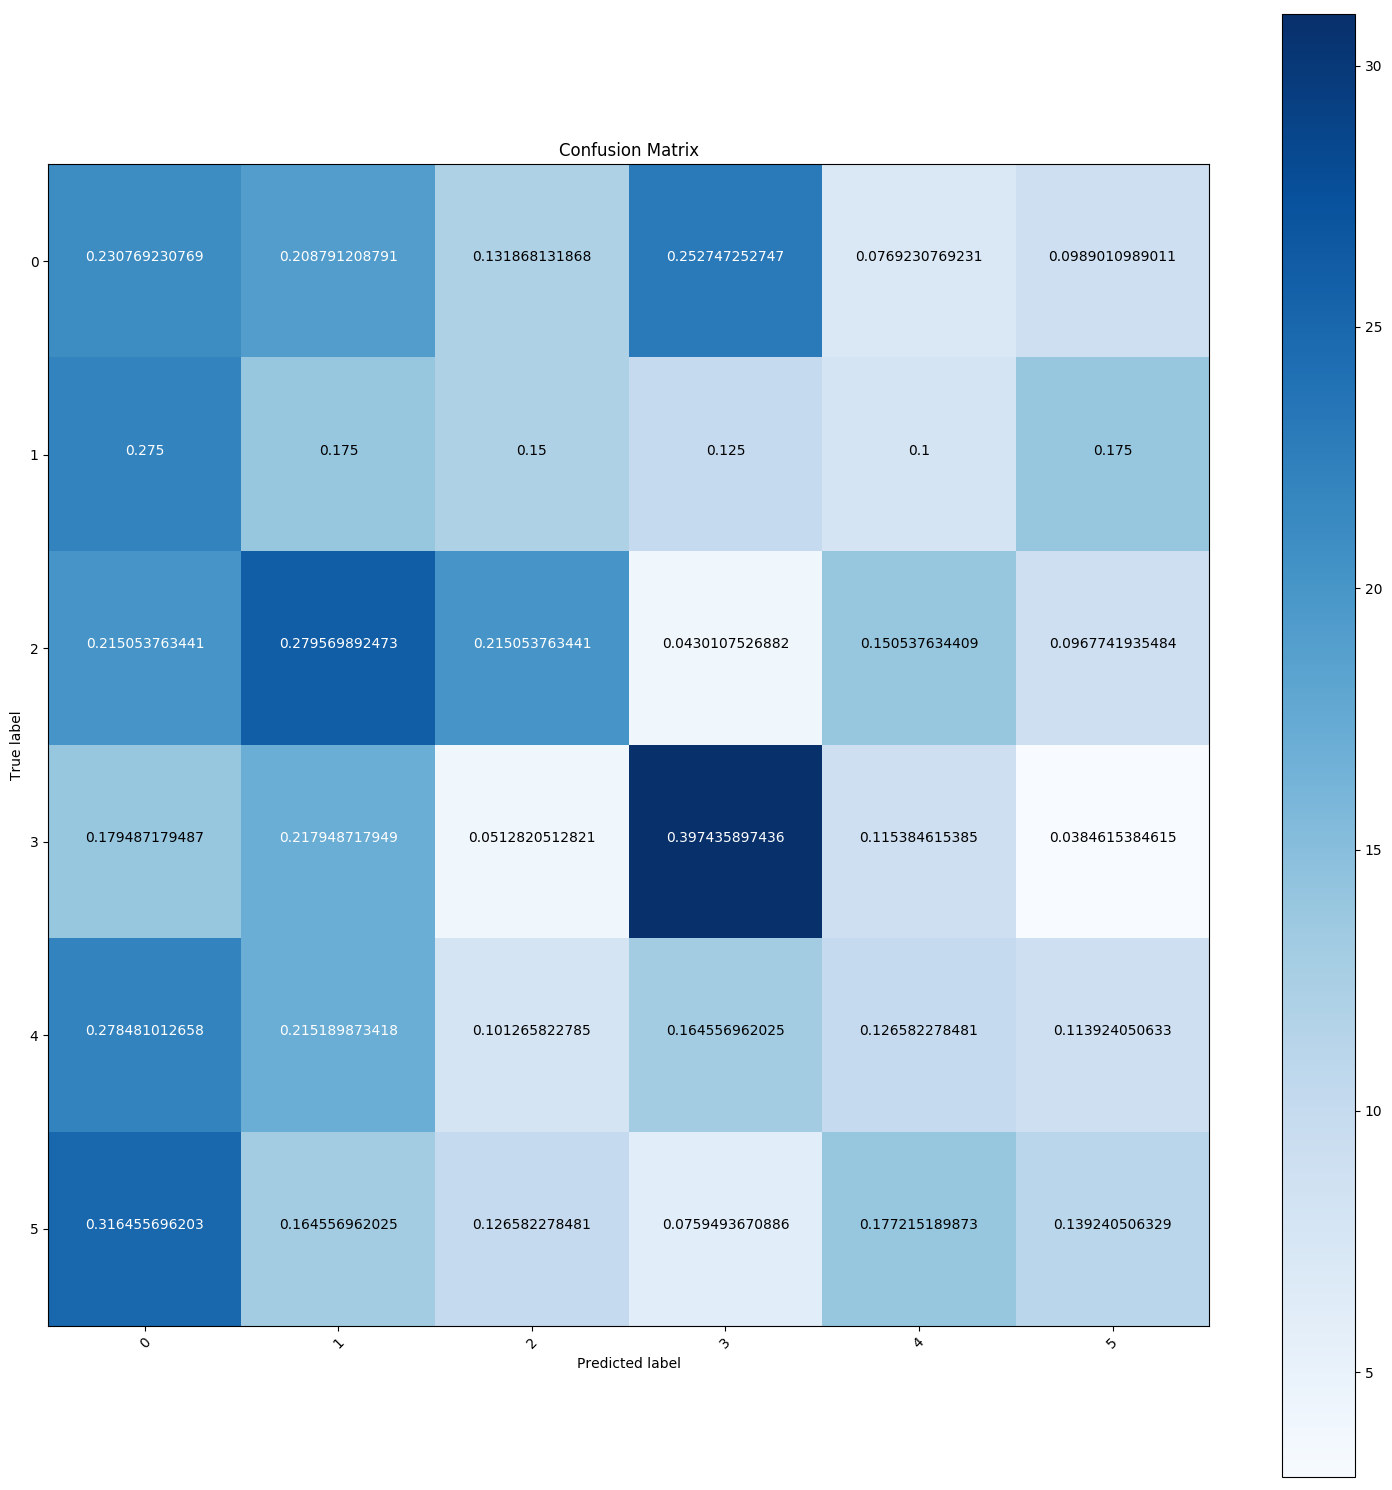 Confusion Matrix
30
0 0.230769230769 0.208791208791 0.131868131868 0.252747252747 0.0769230769231 0.0989010989011
25
1 0.275 0.175 0.15 0.125 0.1 0.175
20
2 0.215053763441 0.279569892473 0.215053763441 0.0430107526882 0.150537634409 0.0967741935484
True label
3 0.179487179487 0.217948717949 0.0512820512821 0.397435897436 0.115384615385 0.0384615384615
15
4 0.278481012658 0.215189873418 0.101265822785 0.164556962025 0.126582278481 0.113924050633
10
5 0.316455696203 0.164556962025 0.126582278481 0.0759493670886 0.177215189873 0.139240506329
0 1 2 3 4 5
Predicted label
5